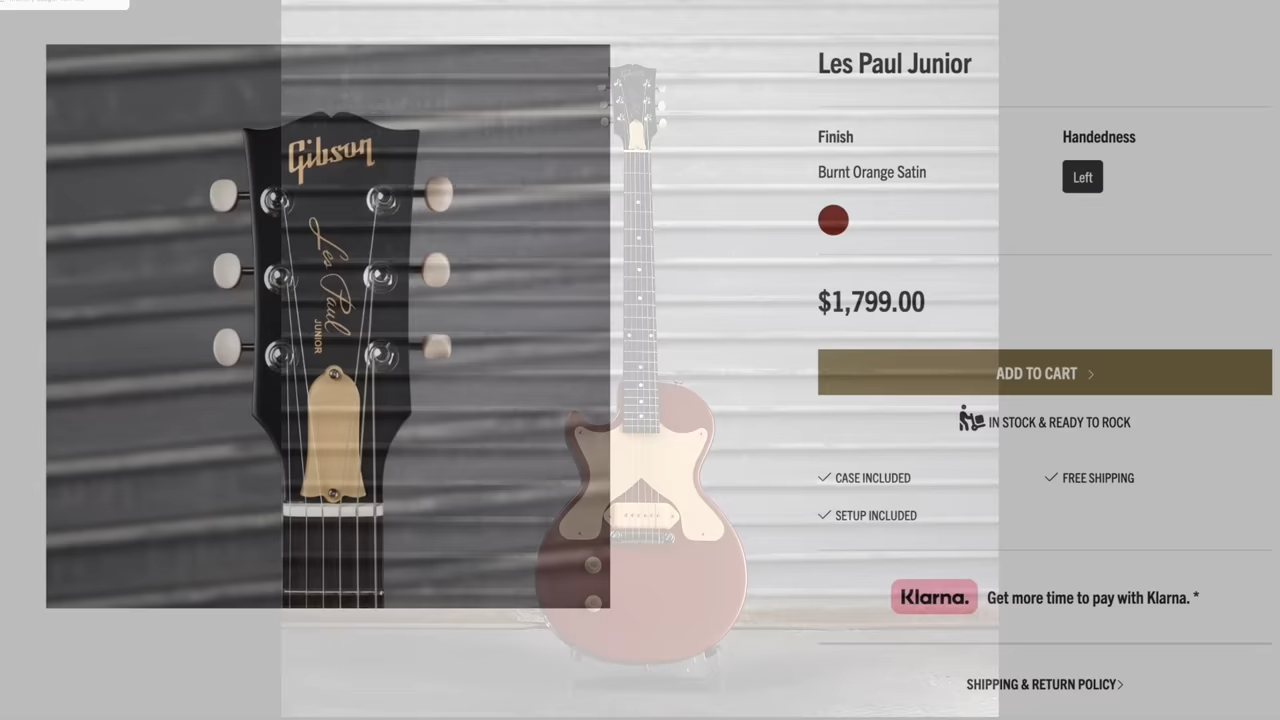 Gibson
Les Paul
JUNIOR
Les Paul Junior
Finish
Handedness
Burnt Orange Satin
Left
$1,799.00
ADD TO CART
IN STOCK & READY TO ROCK
CASE INCLUDED
FREE SHIPPING
SETUP INCLUDED
Klarna.
Get more time to pay with Klarna. *
SHIPPING & RETURN POLICY